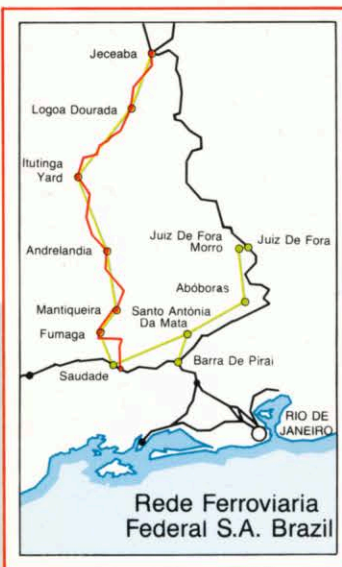 Jeceaba
Logoa Dourada
Itutinga
Yard
Andrelandia
Juiz De Fora
Morro
Juiz De Fora
Abóboras
Mantiqueira
Santo Antónia
Da Mata
Fumaga
Saudade
Barra De Pirai
RIO DE
JANEIRO
Rede Ferroviaria
Federal S.A. Brazil